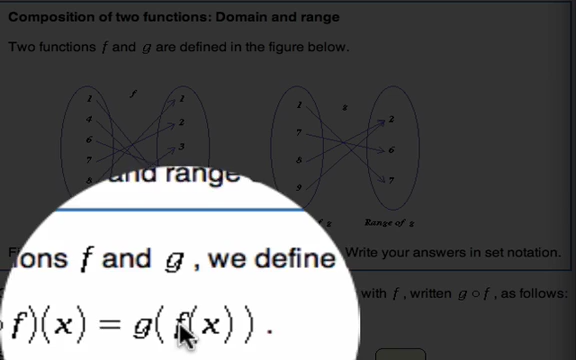 Composition of two functions: Domain and range
Two functions f and g are defined in the figure below.
f
1
4
6
7
8
1
2
3
g
1
7
8
9
2
6
7
Range of g
and range
Write your answers in set notation.
ions f and g , we define
with f , written g ∘ f , as follows:
f)(x) = g( f(x) ) .